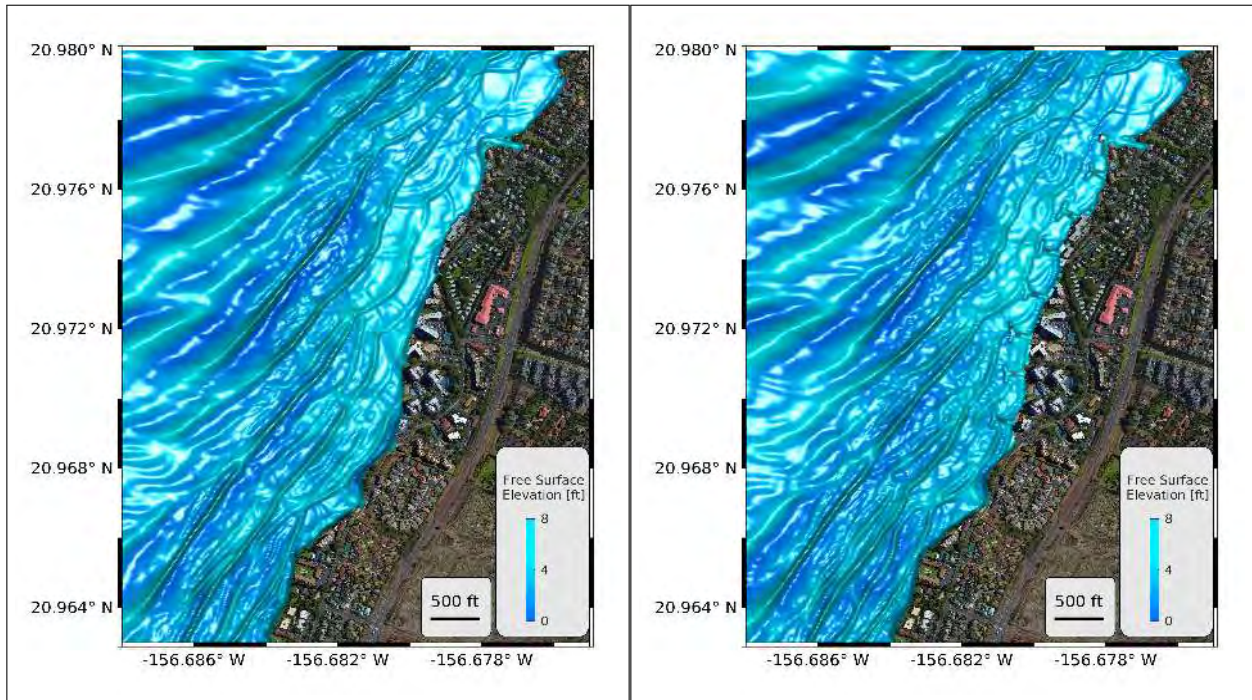 20.980° N
20.976° N
20.972° N
20.968° N
20.964° N
-156.686° W
-156.682° W
-156.678° W
Free Surface
Elevation [ft]
8
4
0
500 ft
20.980° N
20.976° N
20.972° N
20.968° N
20.964° N
-156.686° W
-156.682° W
-156.678° W
Free Surface
Elevation [ft]
8
4
0
500 ft